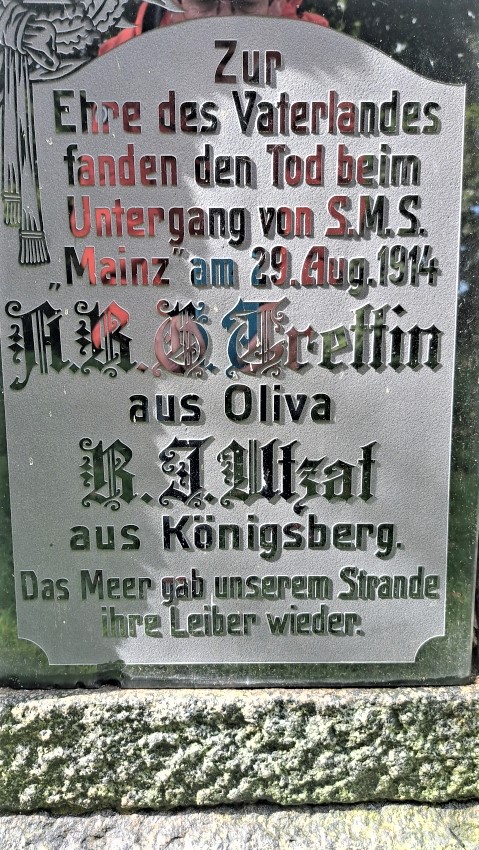 Zur
Ehre des Vaterlandes
fanden den Tod beim
Untergang von S.M.S.
„Mainz” am 29. Aug. 1914
A. B. G. Treffin
aus Oliva
B. J. Ultzat
aus Königsberg.
Das Meer gab unserem Strande
ihre Leiber wieder.